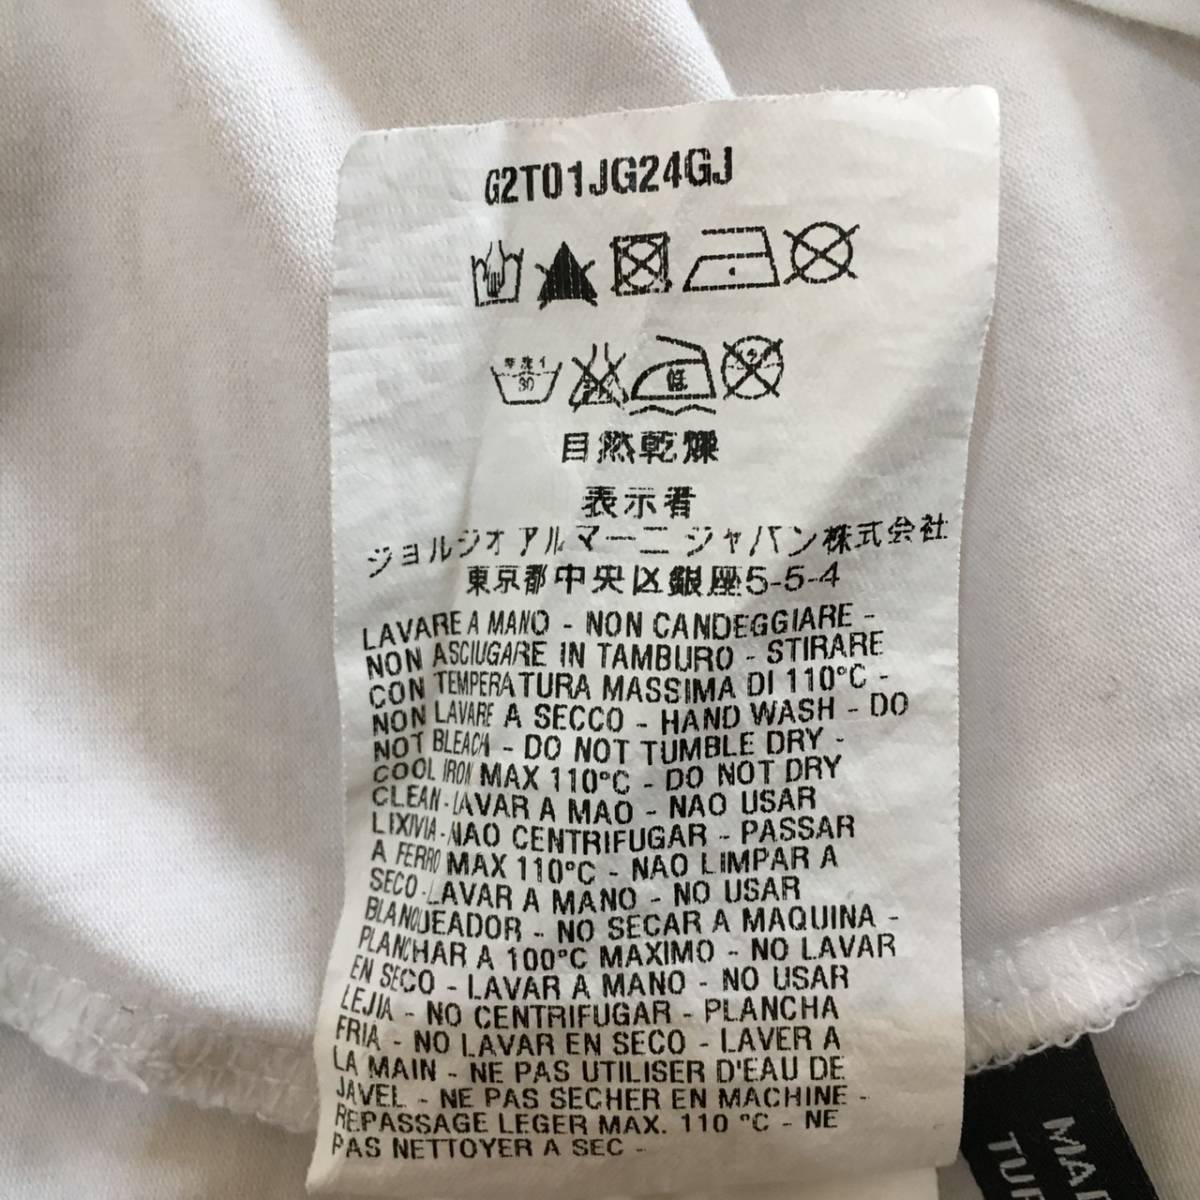 G2T01JG24GJ
手洗イ
30
ほ
自然乾燥
表示者
ジョルジオアルマーニ ジャパン株式会社
東京都中央区銀座5-5-4
LAVARE A MANO - NON CANDEGGIARE -
NON ASCIUGARE IN TAMBURO - STIRARE
CON TEMPERATURA MASSIMA DI 110°C -
NON LAVARE A SECCO - HAND WASH - DO
NOT BLEACH - DO NOT TUMBLE DRY -
COOL IRON MAX 110°C - DO NOT DRY
CLEAN-LAVAR A MAO - NAO USAR
LIXIVIA-NAO CENTRIFUGAR - PASSAR
A FERRO MAX 110°C - NAO LIMPAR A
SECO-LAVAR A MANO - NO USAR
BLANQUEADOR - NO SECAR A MAQUINA -
PLANCHAR A 100°C MAXIMO - NO LAVAR
EN SECO - LAVAR A MANO - NO USAR
LEJIA - NO CENTRIFUGAR - PLANCHA
FRIA - NO LAVAR EN SECO - LAVER A
LA MAIN - NE PAS UTILISER D'EAU DE
JAVEL - NE PAS SECHER EN MACHINE -
REPASSAGE LEGER MAX. 110 °C - NE
PAS NETTOYER A SEC -